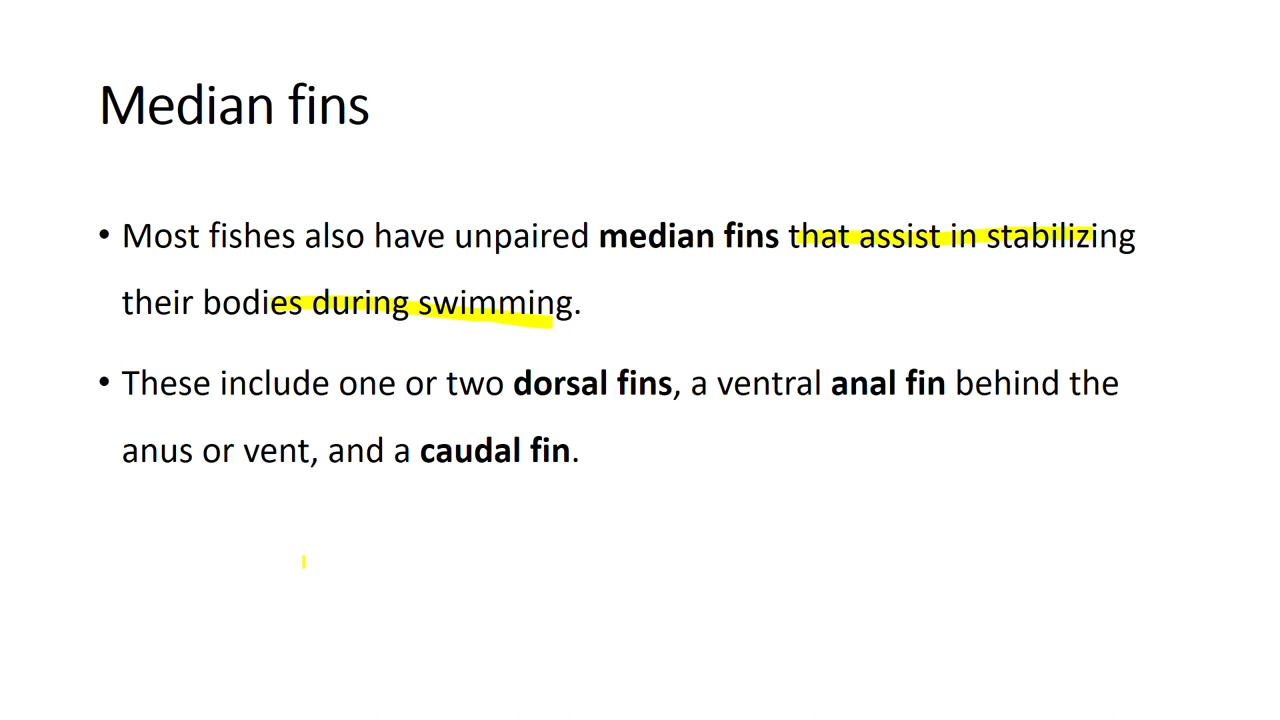 Median fins
• Most fishes also have unpaired median fins that assist in stabilizing
their bodies during swimming.
• These include one or two dorsal fins, a ventral anal fin behind the
anus or vent, and a caudal fin.